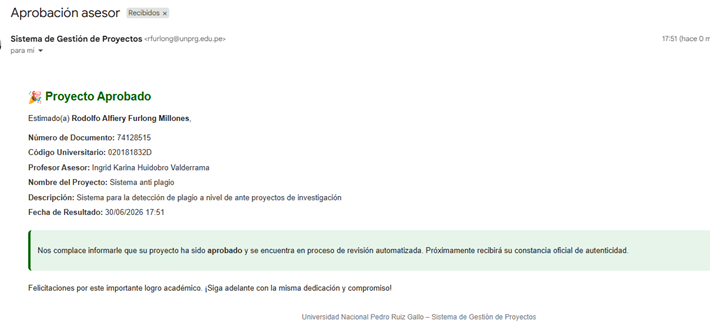 Aprobación asesor Recibidos ×
Sistema de Gestión de Proyectos <rfurlong@unprg.edu.pe> 17:51 (hace 0 m
para mí
🎉 Proyecto Aprobado
Estimado(a) Rodolfo Alfiery Furlong Millones,
Número de Documento: 74128515
Código Universitario: 020181832D
Profesor Asesor: Ingrid Karina Huidobro Valderrama
Nombre del Proyecto: Sistema anti plagio
Descripción: Sistema para la detección de plagio a nivel de ante proyectos de investigación
Fecha de Resultado: 30/06/2026 17:51
Nos complace informarle que su proyecto ha sido aprobado y se encuentra en proceso de revisión automatizada. Próximamente recibirá su constancia oficial de autenticidad.
Felicitaciones por este importante logro académico. ¡Siga adelante con la misma dedicación y compromiso!
Universidad Nacional Pedro Ruiz Gallo – Sistema de Gestión de Proyectos